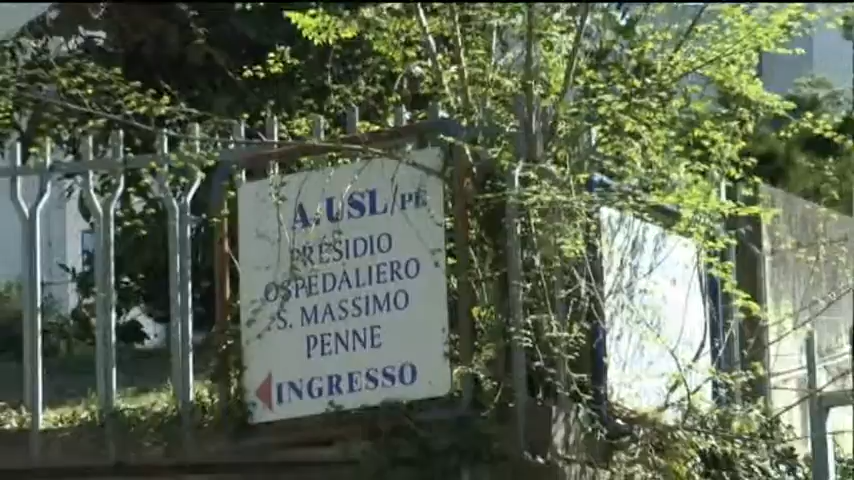 A. USL/PE
PRESIDIO
OSPEDALIERO
S. MASSIMO
PENNE
INGRESSO